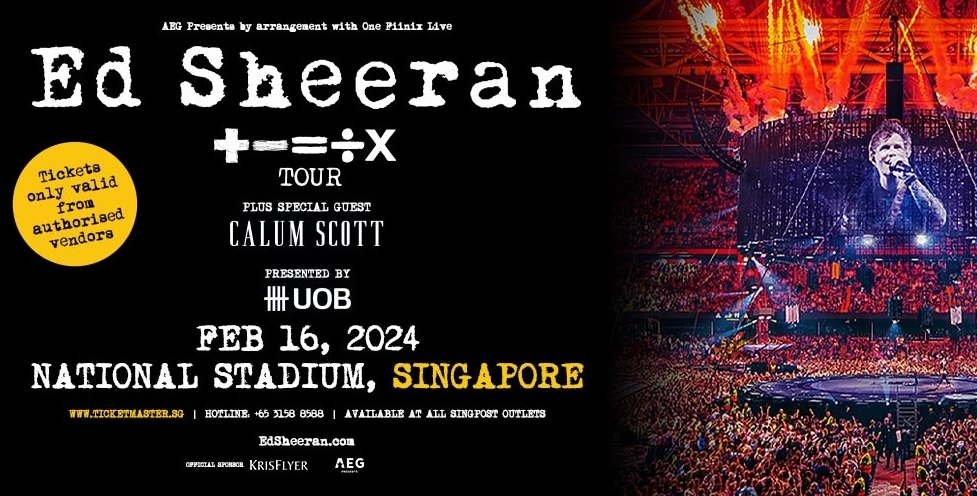 AEG Presents by arrangement with One Fiinix Live
Ed Sheeran
+-=÷x
TOUR
PLUS SPECIAL GUEST
CALUM SCOTT
Tickets
only valid
from
authorised
vendors
PRESENTED BY
UOB
FEB 16, 2024
NATIONAL STADIUM, SINGAPORE
WWW.TICKETMASTER.SG | HOTLINE: +65 3158 8588 | AVAILABLE AT ALL SINGPOST OUTLETS
EdSheeran.com
OFFICIAL SPONSOR KRISFLYER AEG
PRESENTS